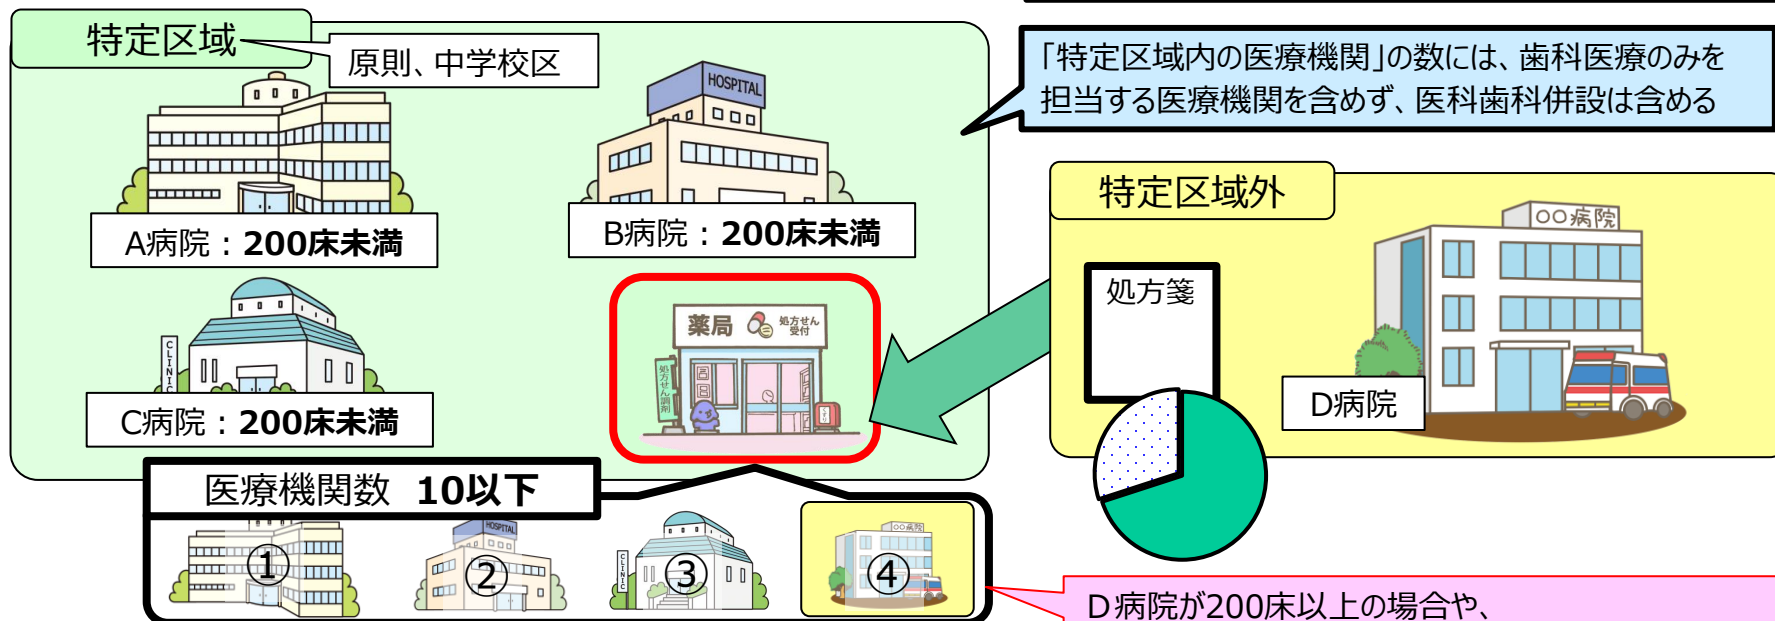 特定区域
原則、中学校区
HOSPITAL
「特定区域内の医療機関」の数には、歯科医療のみを
担当する医療機関を含めず、医科歯科併設は含める
A病院：200床未満
B病院：200床未満
特定区域外
〇〇病院
処方箋
D病院
薬局
処方せん
受付
処方せん調剤
CLINIC
C病院：200床未満
医療機関数 10以下
①
HOSPITAL
②
CLINIC
③
〇〇病院
④
D病院が200床以上の場合や、